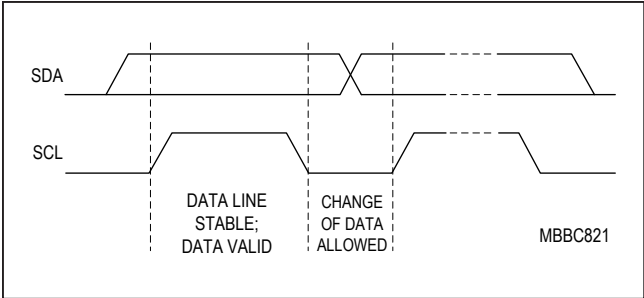 SDA
SCL
DATA LINE
STABLE;
DATA VALID
CHANGE
OF DATA
ALLOWED
MBBC821